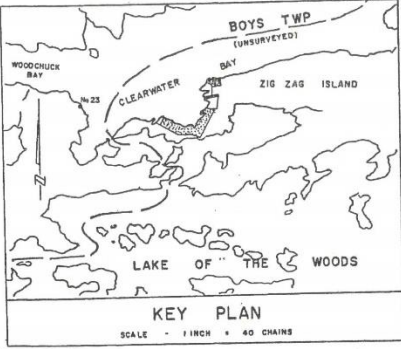 BOYS TWP
(UNSURVEYED)
WOODCHUCK
BAY
BAY
ZIG ZAG ISLAND
CLEARWATER
No 23
N
LAKE OF THE WOODS
KEY PLAN
SCALE - 1 INCH = 40 CHAINS